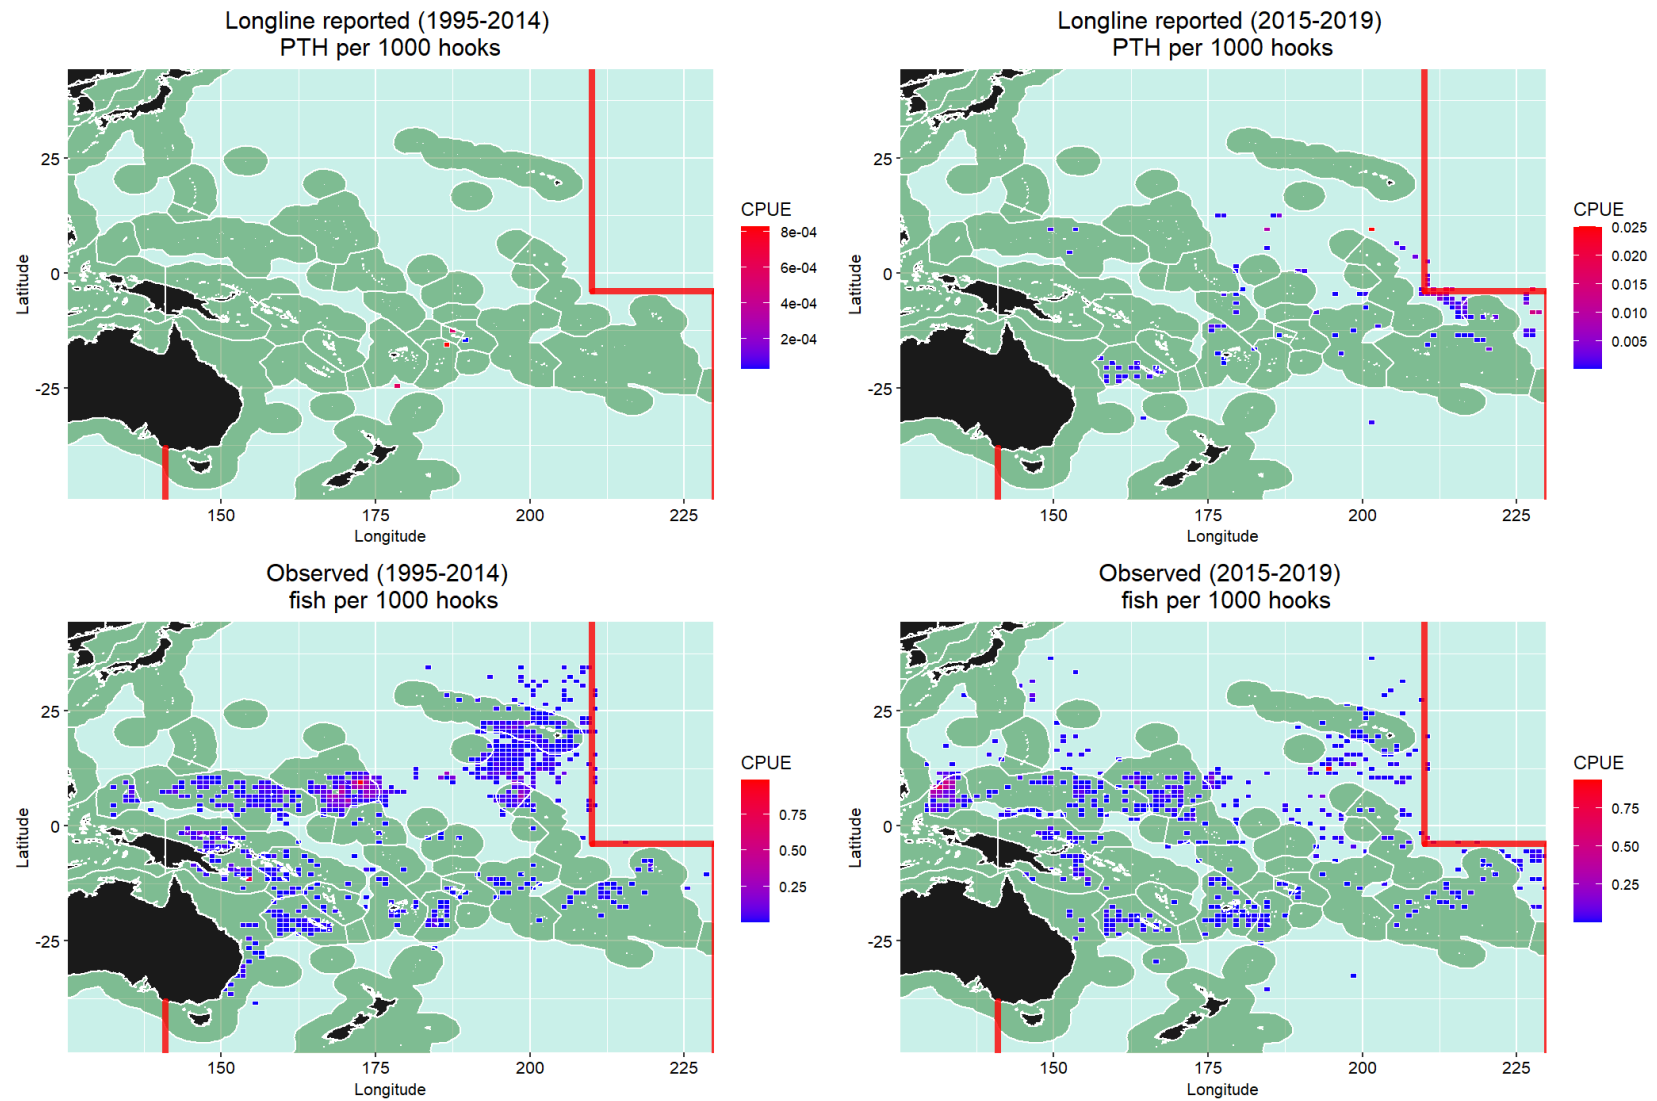 Longline reported (1995-2014)
PTH per 1000 hooks
25
0
-25
Latitude
150
175
200
225
Longitude
CPUE
8e-04
6e-04
4e-04
2e-04
Longline reported (2015-2019)
PTH per 1000 hooks
25
0
-25
Latitude
150
175
200
225
Longitude
CPUE
0.025
0.020
0.015
0.010
0.005
Observed (1995-2014)
fish per 1000 hooks
25
0
-25
Latitude
150
175
200
225
Longitude
CPUE
0.75
0.50
0.25
Observed (2015-2019)
fish per 1000 hooks
25
0
-25
Latitude
150
175
200
225
Longitude
CPUE
0.75
0.50
0.25